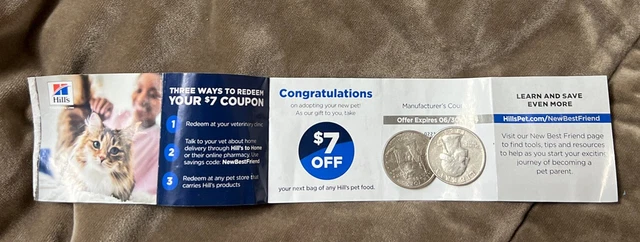 Hill's
THREE WAYS TO REDEEM
YOUR $7 COUPON
1 Redeem at your veterinary clinic
2 Talk to your vet about home
delivery through Hill's to Home
or their online pharmacy. Use
savings code: NewBestFriend
3 Redeem at any pet store that
carries Hill's products
Congratulations
on adopting your new pet!
As our gift to you, take
$7
OFF
your next bag of any Hill's pet food.
Manufacturer's
Offer Expires
LEARN AND SAVE
EVEN MORE
HillsPet.com/NewBestFriend
Visit our New Best Friend page
to find tools, tips and resources
to help as you start your exciting
journey of becoming a
pet parent.